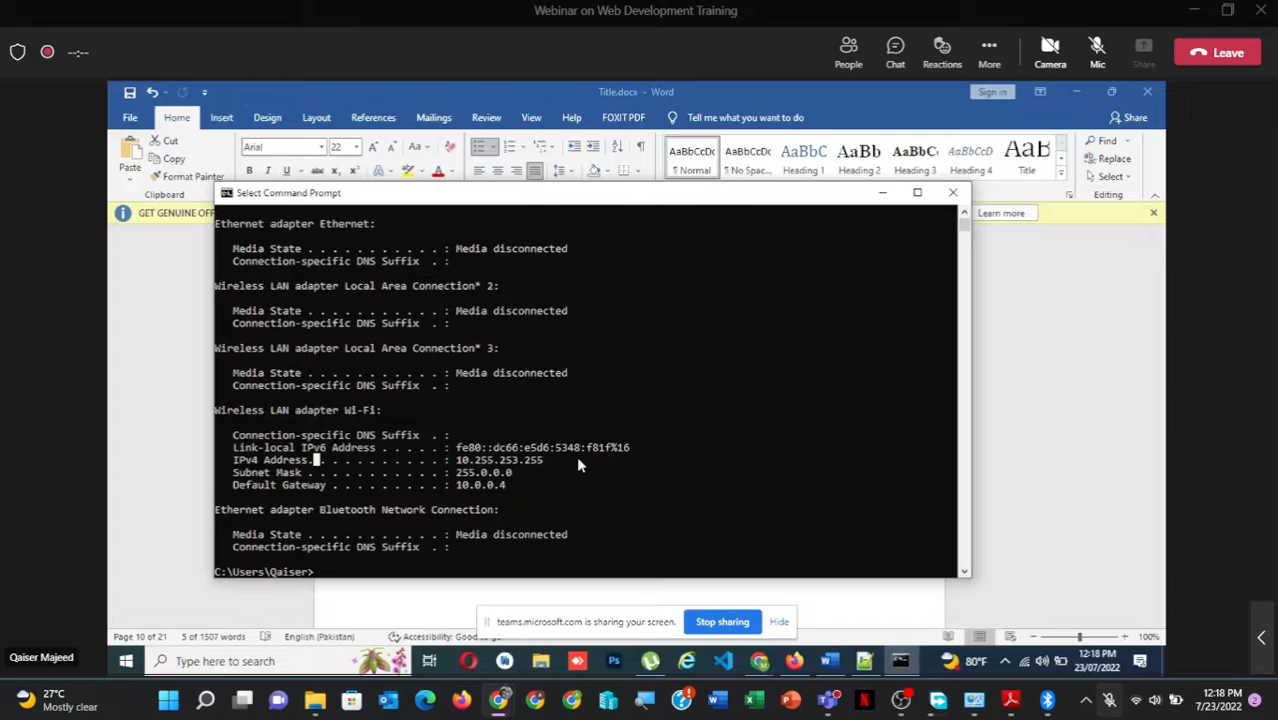 Webinar on Web Development Training
--:--
People
Chat
Reactions
More
Camera
Mic
Share
Leave
Title.docx - Word
Sign in
File
Home
Insert
Design
Layout
References
Mailings
Review
View
Help
FOXIT PDF
Tell me what you want to do
Share
Paste
Cut
Copy
Format Painter
Clipboard
Arial
22
AaBbCcDc
¶ Normal
AaBbCcDc
¶ No Spac...
AaBbC
Heading 1
AaBb
Heading 2
AaBbC
Heading 3
AaBbCcD
Heading 4
AaB
Title
Find
Replace
Select
Editing
GET GENUINE OFF
Learn more
Select Command Prompt
Ethernet adapter Ethernet:
Media State . . . . . . . . . . . : Media disconnected
Connection-specific DNS Suffix . :
Wireless LAN adapter Local Area Connection* 2:
Media State . . . . . . . . . . . : Media disconnected
Connection-specific DNS Suffix . :
Wireless LAN adapter Local Area Connection* 3:
Media State . . . . . . . . . . . : Media disconnected
Connection-specific DNS Suffix . :
Wireless LAN adapter Wi-Fi:
Connection-specific DNS Suffix . :
Link-local IPv6 Address . . . . . : fe80::dc66:e5d6:5348:f81f%16
IPv4 Address. . . . . . . . . . . : 10.255.253.255
Subnet Mask . . . . . . . . . . . : 255.0.0.0
Default Gateway . . . . . . . . . : 10.0.0.4
Ethernet adapter Bluetooth Network Connection:
Media State . . . . . . . . . . . : Media disconnected
Connection-specific DNS Suffix . :
C:\Users\Qaiser>
teams.microsoft.com is sharing your screen.
Stop sharing
Hide
Page 10 of 21
5 of 1507 words
English (Pakistan)
Accessibility: Good to
100%
Qaiser Majeed
Type here to search
80°F
12:18 PM
23/07/2022
27°C
Mostly clear
12:18 PM
7/23/2022
2